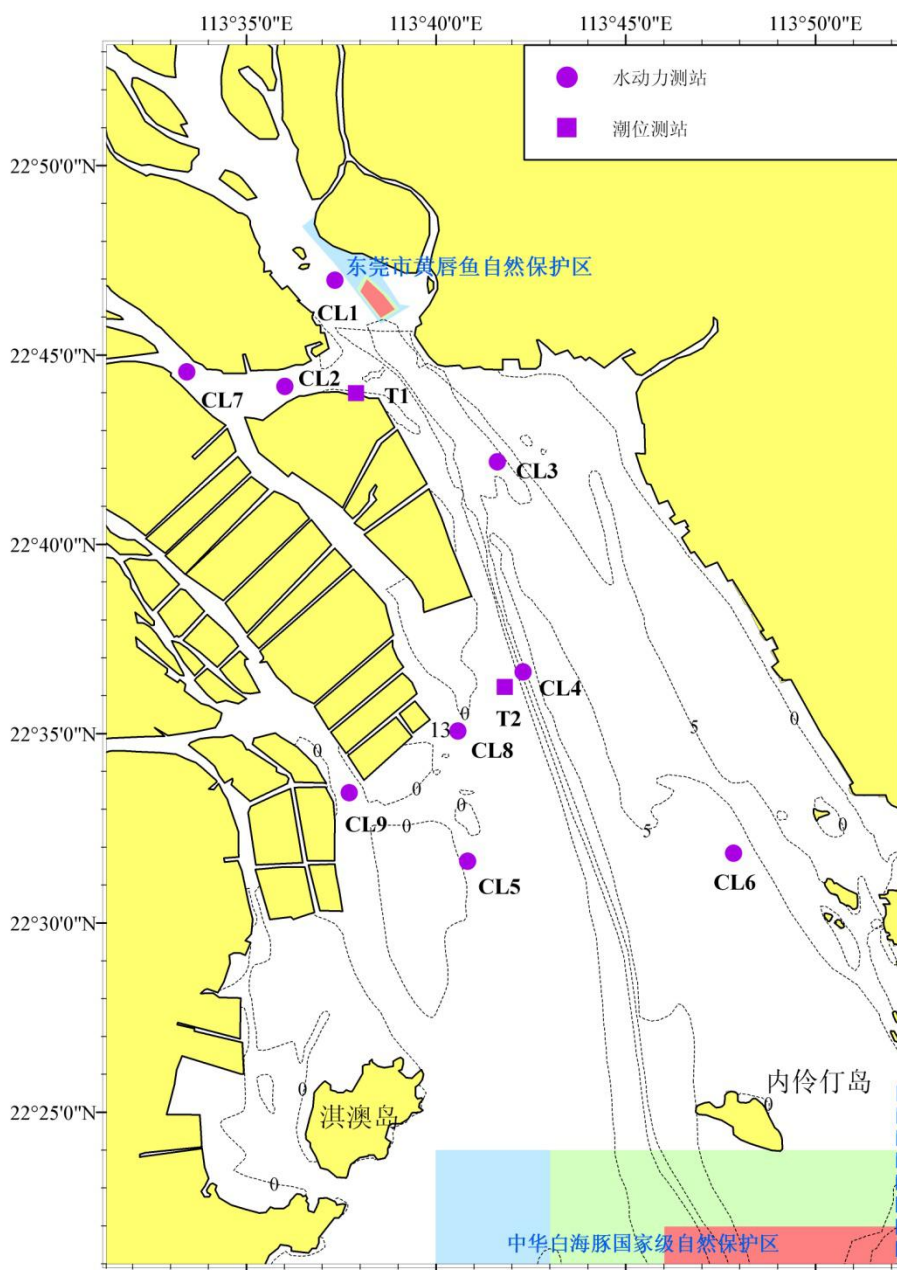 113°35'0"E
113°40'0"E
113°45'0"E
113°50'0"E
水动力测站
潮位测站
22°50'0"N
东莞市黄唇鱼自然保护区
CL1
22°45'0"N
CL2
CL7
T1
CL3
22°40'0"N
CL4
T2
0
5
0
13
22°35'0"N
CL8
0
0
0
0
5
0
CL9
CL6
CL5
22°30'0"N
内伶仃岛
0
0
22°25'0"N
淇澳岛
0
中华白海豚国家级自然保护区